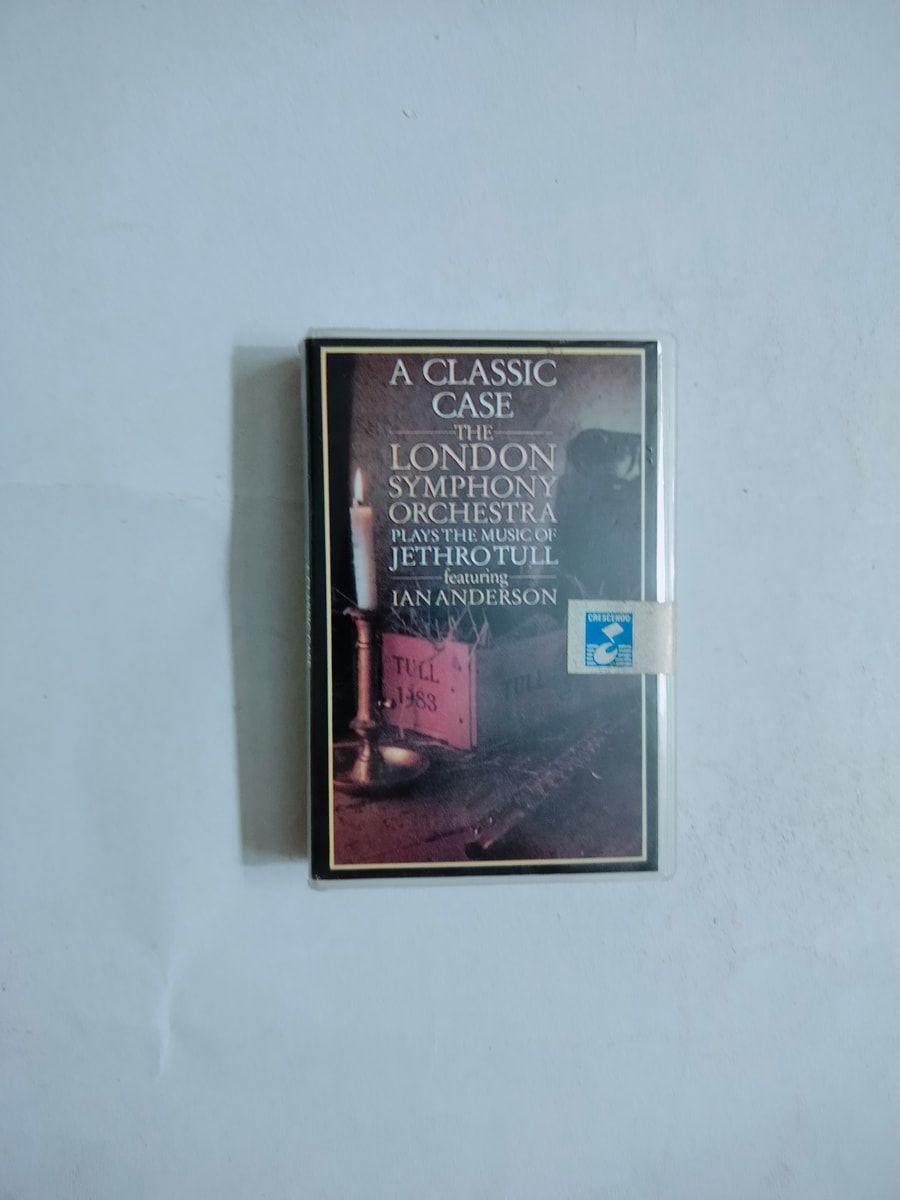 A CLASSIC
CASE
THE
LONDON
SYMPHONY
ORCHESTRA
PLAYS THE MUSIC OF
JETHRO TULL
featuring
IAN ANDERSON
CRESCENDO
TULL
1983
TULL